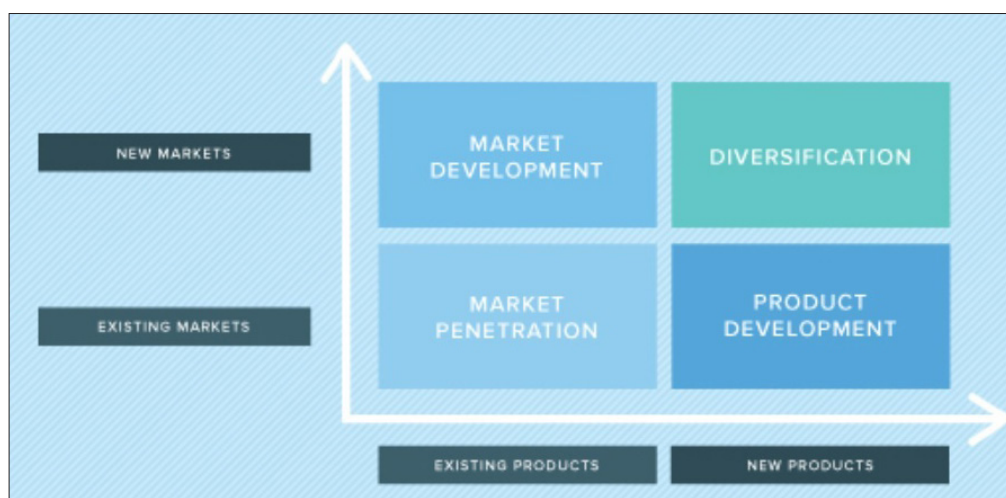 NEW MARKETS
MARKET
DEVELOPMENT
DIVERSIFICATION
EXISTING MARKETS
MARKET
PENETRATION
PRODUCT
DEVELOPMENT
EXISTING PRODUCTS
NEW PRODUCTS